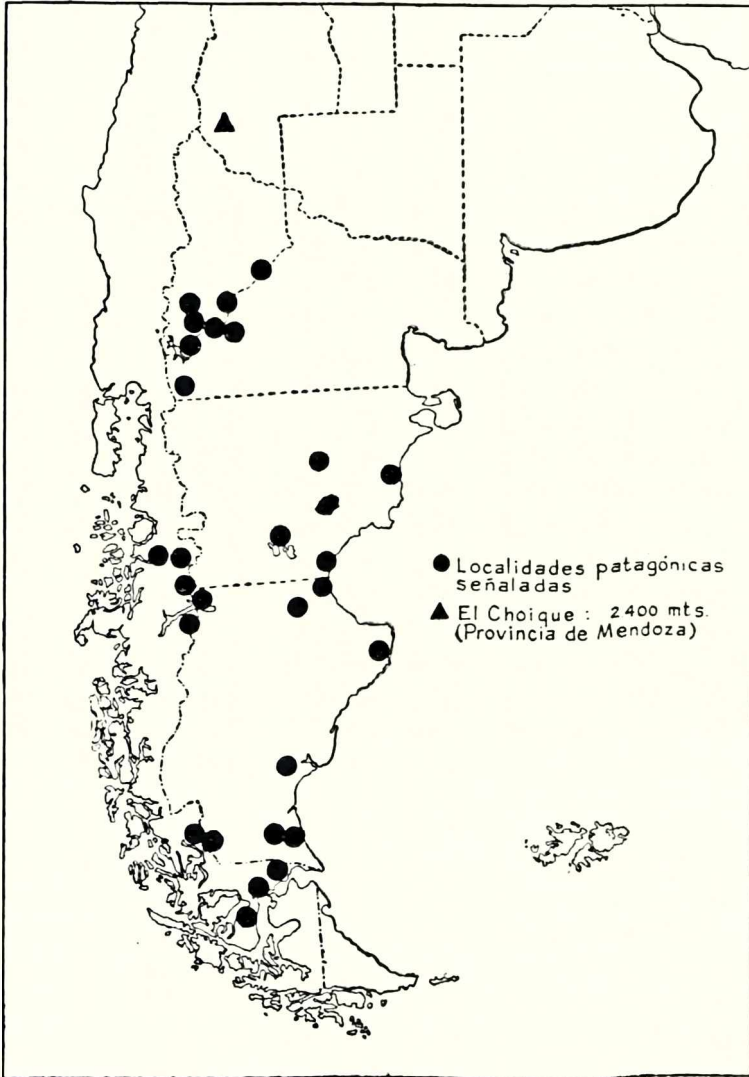 Localidades patagónicas
señaladas
El Choique : 2400 mts.
(Provincia de Mendoza)